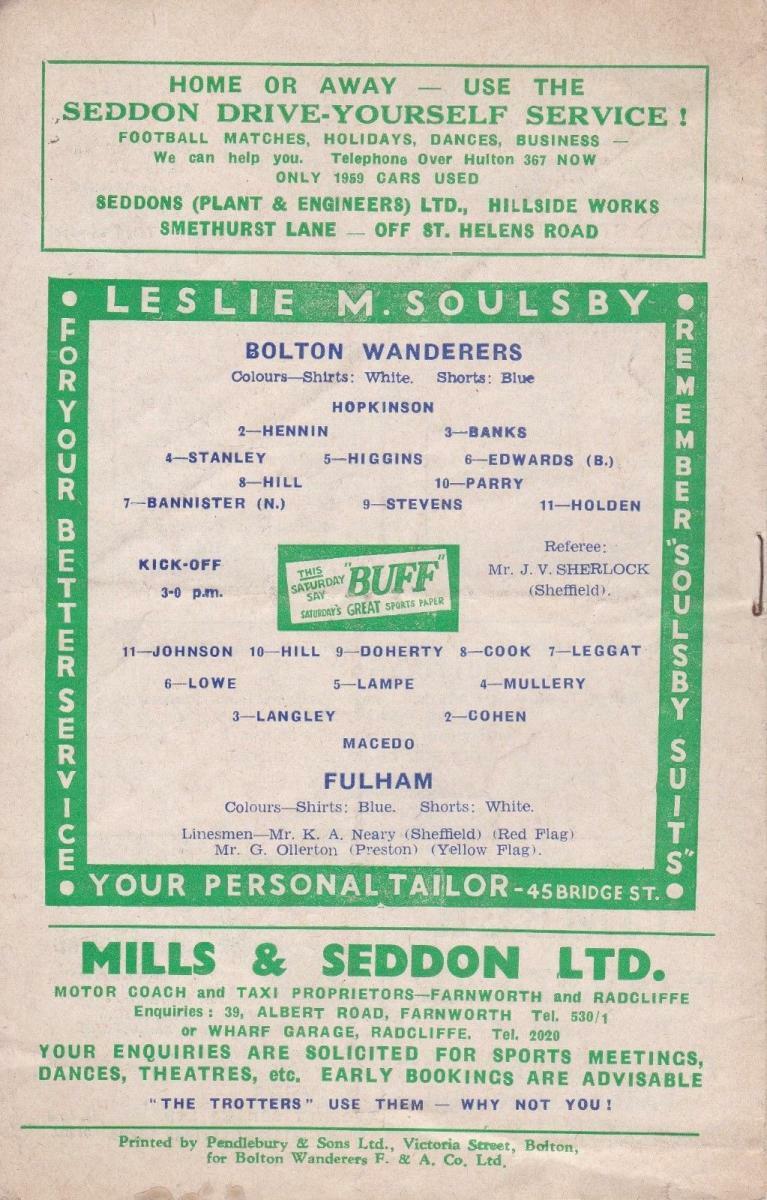 HOME OR AWAY — USE THE
SEDDON DRIVE-YOURSELF SERVICE !
FOOTBALL MATCHES, HOLIDAYS, DANCES, BUSINESS —
We can help you. Telephone Over Hulton 367 NOW
ONLY 1959 CARS USED
SEDDONS (PLANT & ENGINEERS) LTD., HILLSIDE WORKS
SMETHURST LANE — OFF ST. HELENS ROAD
LESLIE M. SOULSBY
FOR YOUR BETTER SERVICE
REMEMBER "SOULSBY SUITS"
BOLTON WANDERERS
Colours—Shirts: White. Shorts: Blue
HOPKINSON
2—HENNIN 3—BANKS
4—STANLEY 5—HIGGINS 6—EDWARDS (B.)
8—HILL 10—PARRY
7—BANNISTER (N.) 9—STEVENS 11—HOLDEN
KICK-OFF
3-0 p.m.
THIS
SATURDAY
SAY
"BUFF"
SATURDAY'S GREAT SPORTS PAPER
Referee:
Mr. J. V. SHERLOCK
(Sheffield).
11—JOHNSON 10—HILL 9—DOHERTY 8—COOK 7—LEGGAT
6—LOWE 5—LAMPE 4—MULLERY
3—LANGLEY 2—COHEN
MACEDO
FULHAM
Colours—Shirts: Blue. Shorts: White.
Linesmen—Mr. K. A. Neary (Sheffield) (Red Flag)
Mr. G. Ollerton (Preston) (Yellow Flag).
YOUR PERSONAL TAILOR - 45 BRIDGE ST.
MILLS & SEDDON LTD.
MOTOR COACH and TAXI PROPRIETORS—FARNWORTH and RADCLIFFE
Enquiries : 39, ALBERT ROAD, FARNWORTH Tel. 530/1
or WHARF GARAGE, RADCLIFFE. Tel. 2020
YOUR ENQUIRIES ARE SOLICITED FOR SPORTS MEETINGS,
DANCES, THEATRES, etc. EARLY BOOKINGS ARE ADVISABLE
"THE TROTTERS" USE THEM — WHY NOT YOU !
Printed by Pendlebury & Sons Ltd., Victoria Street, Bolton,
for Bolton Wanderers F. & A. Co. Ltd.